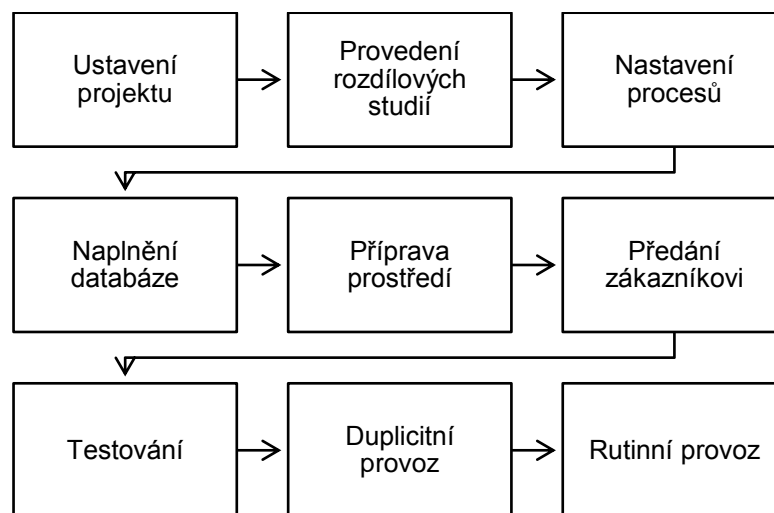 Ustavení
projektu
Provedení
rozdílových
studií
Nastavení
procesů
Naplnění
databáze
Příprava
prostředí
Předání
zákazníkovi
Testování
Duplicitní
provoz
Rutinní provoz